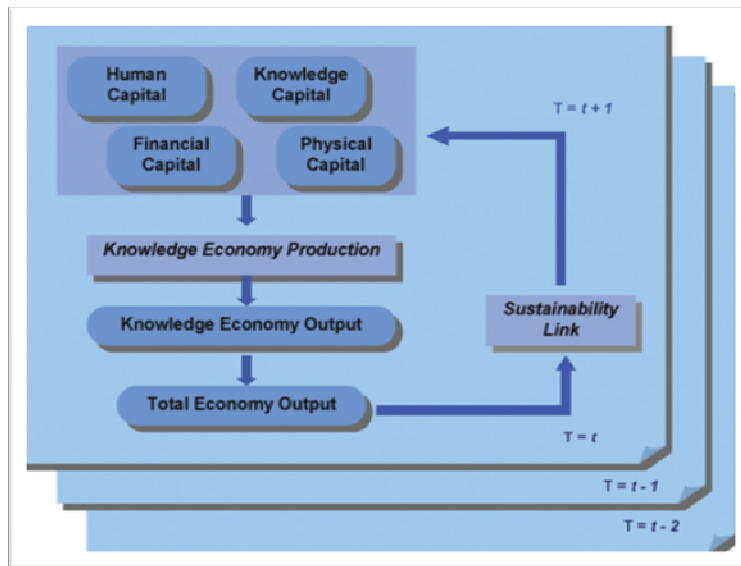 Human
Capital
Knowledge
Capital
Financial
Capital
Physical
Capital
T = t + 1
Knowledge Economy Production
Knowledge Economy Output
Sustainability
Link
Total Economy Output
T = t
T = t - 1
T = t - 2